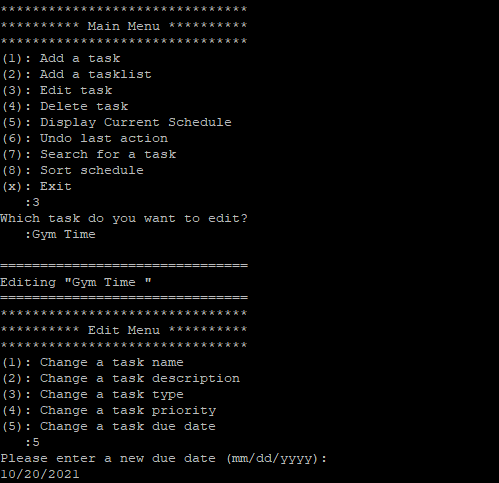 *******************************
********** Main Menu **********
*******************************
(1): Add a task
(2): Add a tasklist
(3): Edit task
(4): Delete task
(5): Display Current Schedule
(6): Undo last action
(7): Search for a task
(8): Sort schedule
(x): Exit
   :3
Which task do you want to edit?
   :Gym Time

===============================
Editing "Gym Time "
===============================
*******************************
********** Edit Menu **********
*******************************
(1): Change a task name
(2): Change a task description
(3): Change a task type
(4): Change a task priority
(5): Change a task due date
   :5
Please enter a new due date (mm/dd/yyyy):
10/20/2021